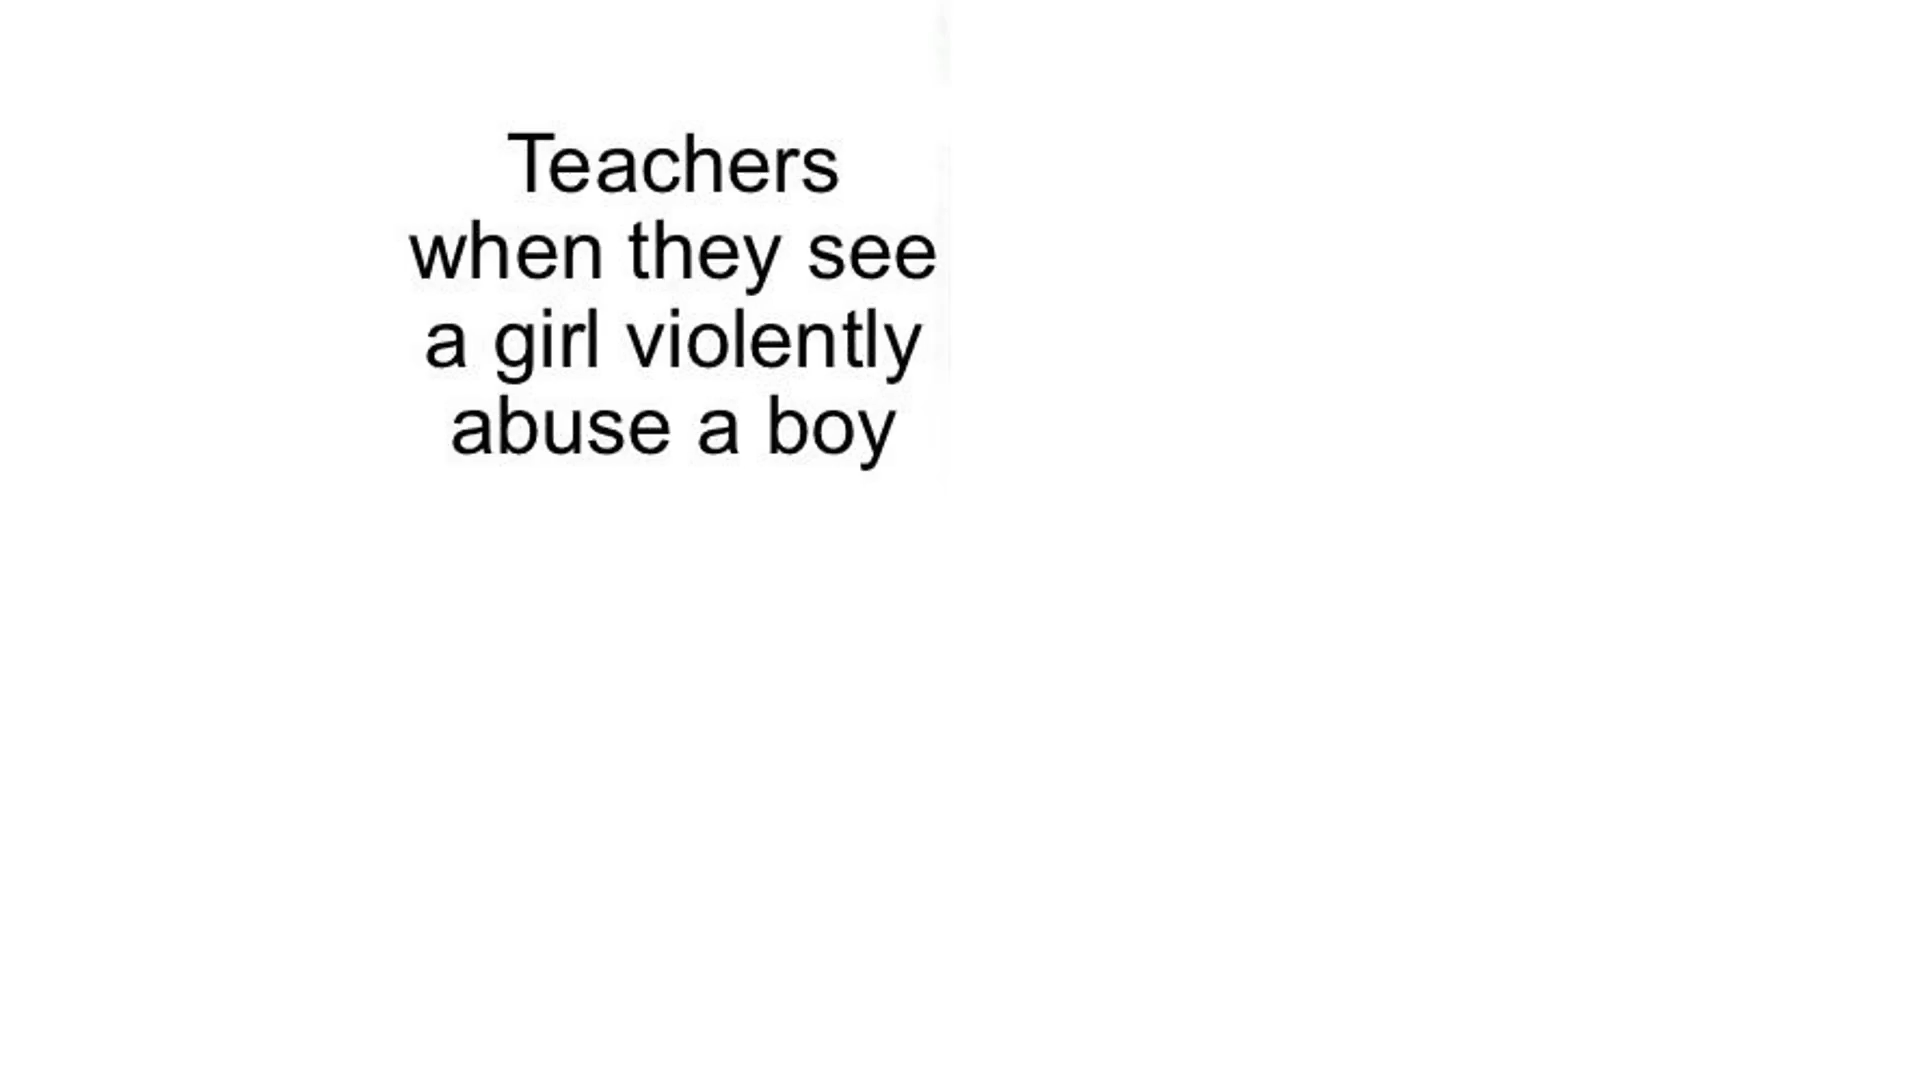 Teachers
when they see
a girl violently
abuse a boy